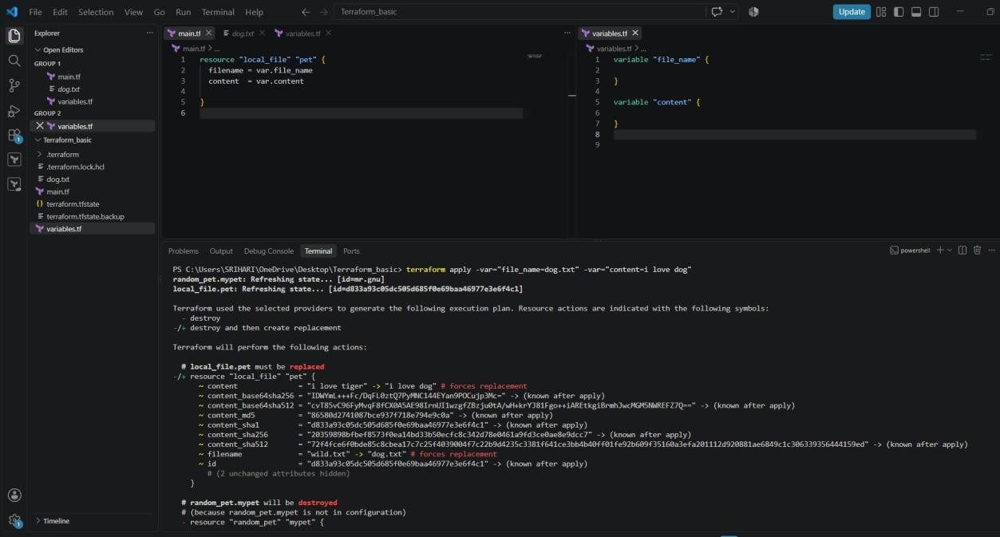 File Edit Selection View Go Run Terminal Help
Terraform_basic
Update
Explorer
Open Editors
GROUP 1
main.tf
dog.txt
variables.tf
GROUP 2
variables.tf
Terraform_basic
.terraform
.terraform.lock.hcl
dog.txt
main.tf
terraform.tfstate
terraform.tfstate.backup
variables.tf
Timeline
1
1
main.tf dog.txt variables.tf
main.tf > ...
1 resource "local_file" "pet" {
2 filename = var.file_name
3 content = var.content
4
5 }
6
variables.tf
variables.tf > ...
1 variable "file_name" {
2
3 }
4
5 variable "content" {
6
7 }
8
9
Problems Output Debug Console Terminal Ports
powershell
PS C:\Users\SRIHARI\OneDrive\Desktop\Terraform_basic> terraform apply -var="file_name=dog.txt" -var="content=i love dog"
random_pet.mypet: Refreshing state... [id=mr.gnu]
local_file.pet: Refreshing state... [id=d833a93c05dc505d685f0e69baa46977e3e6f4c1]
Terraform used the selected providers to generate the following execution plan. Resource actions are indicated with the following symbols:
- destroy
-/+ destroy and then create replacement
Terraform will perform the following actions:
# local_file.pet must be replaced
-/+ resource "local_file" "pet" {
~ content = "i love tiger" -> "i love dog" # forces replacement
~ content_base64sha256 = -> (known after apply)
~ content_base64sha512 = -> (known after apply)
~ content_md5 = "86580d2741087bce937f718e794e9c0a" -> (known after apply)
~ content_sha1 = "d833a93c05dc505d685f0e69baa46977e3e6f4c1" -> (known after apply)
~ content_sha256 = -> (known after apply)
~ content_sha512 = -> (known after apply)
~ filename = "wild.txt" -> "dog.txt" # forces replacement
~ id = "d833a93c05dc505d685f0e69baa46977e3e6f4c1" -> (known after apply)
# (2 unchanged attributes hidden)
}
# random_pet.mypet will be destroyed
# (because random_pet.mypet is not in configuration)
- resource "random_pet" "mypet" {